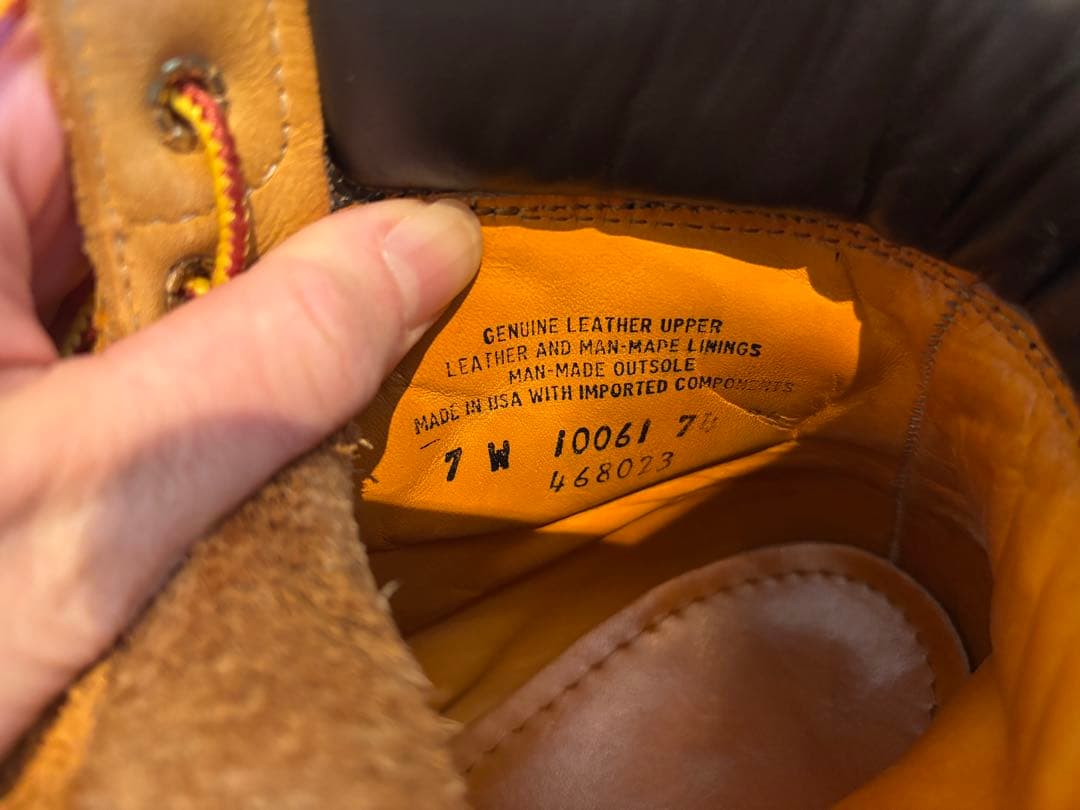 GENUINE LEATHER UPPER
LEATHER AND MAN-MADE LININGS
MAN-MADE OUTSOLE
MADE IN USA WITH IMPORTED COMPONENTS
7 W 10061
468023